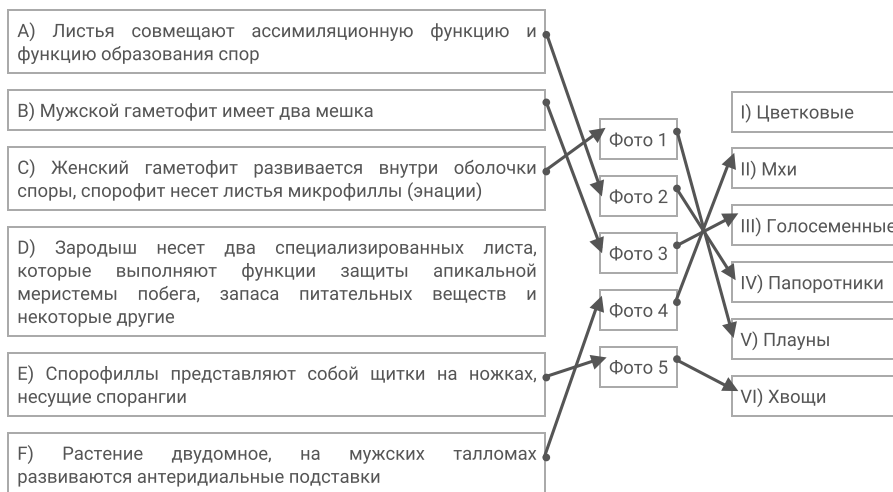 A) Листья совмещают ассимиляционную функцию и
функцию образования спор
B) Мужской гаметофит имеет два мешка
C) Женский гаметофит развивается внутри оболочки
споры, спорофит несет листья микрофиллы (энации)
D) Зародыш несет два специализированных листа,
которые выполняют функции защиты апикальной
меристемы побега, запаса питательных веществ и
некоторые другие
E) Спорофиллы представляют собой щитки на ножках,
несущие спорангии
F) Растение двудомное, на мужских талломах
развиваются антеридиальные подставки
Фото 1
Фото 2
Фото 3
Фото 4
Фото 5
I) Цветковые
II) Мхи
III) Голосеменные
IV) Папоротники
V) Плауны
VI) Хвощи